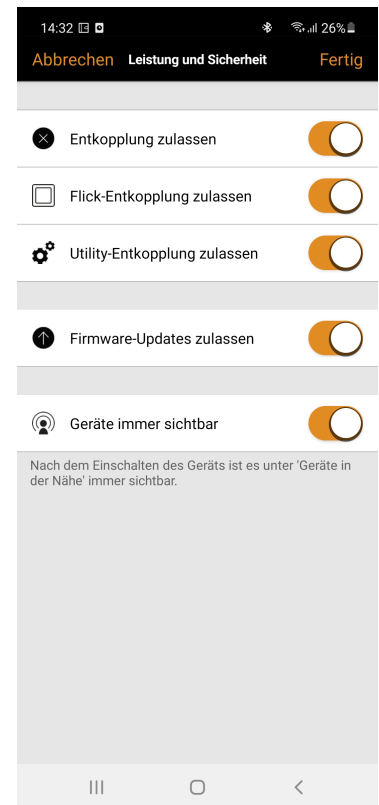 14:32 26%
Abbrechen Leistung und Sicherheit Fertig
Entkopplung zulassen
Flick-Entkopplung zulassen
Utility-Entkopplung zulassen
Firmware-Updates zulassen
Geräte immer sichtbar
Nach dem Einschalten des Geräts ist es unter 'Geräte in
der Nähe' immer sichtbar.